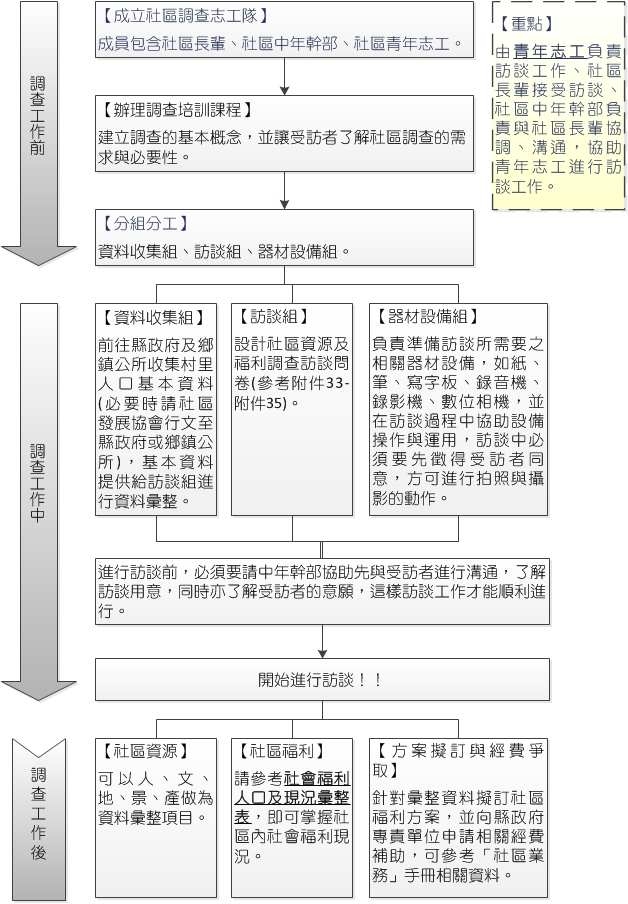 調查工作前
【成立社區調查志工隊】
成員包含社區長輩、社區中年幹部、社區青年志工。
【辦理調查培訓課程】
建立調查的基本概念，並讓受訪者了解社區調查的需
求與必要性。
【分組分工】
資料收集組、訪談組、器材設備組。
【重點】
由青年志工負責
訪談工作、社區
長輩接受訪談、
社區中年幹部負
責與社區長輩協
調、溝通，協助
青年志工進行訪
談工作。
調查工作中
【資料收集組】
前往縣政府及鄉
鎮公所收集村里
人口基本資料
(必要時請社區
發展協會行文至
縣政府或鄉鎮公
所)，基本資料
提供給訪談組進
行資料彙整。
【訪談組】
設計社區資源及
福利調查訪談問
卷(參考附件33-
附件35)。
【器材設備組】
負責準備訪談所需要之
相關器材設備，如紙、
筆、寫字板、錄音機、
錄影機、數位相機，並
在訪談過程中協助設備
操作與運用，訪談中必
須要先徵得受訪者同
意，方可進行拍照與攝
影的動作。
進行訪談前，必須要請中年幹部協助先與受訪者進行溝通，了解
訪談用意，同時亦了解受訪者的意願，這樣訪談工作才能順利進
行。
開始進行訪談！！
調查工作後
【社區資源】
可以人、文、
地、景、產做為
資料彙整項目。
【社區福利】
請參考社會福利
人口及現況彙整
表，即可掌握社
區內社會福利現
況。
【方案擬訂與經費爭
取】
針對彙整資料擬訂社區
福利方案，並向縣政府
專責單位申請相關經費
補助，可參考「社區業
務」手冊相關資料。